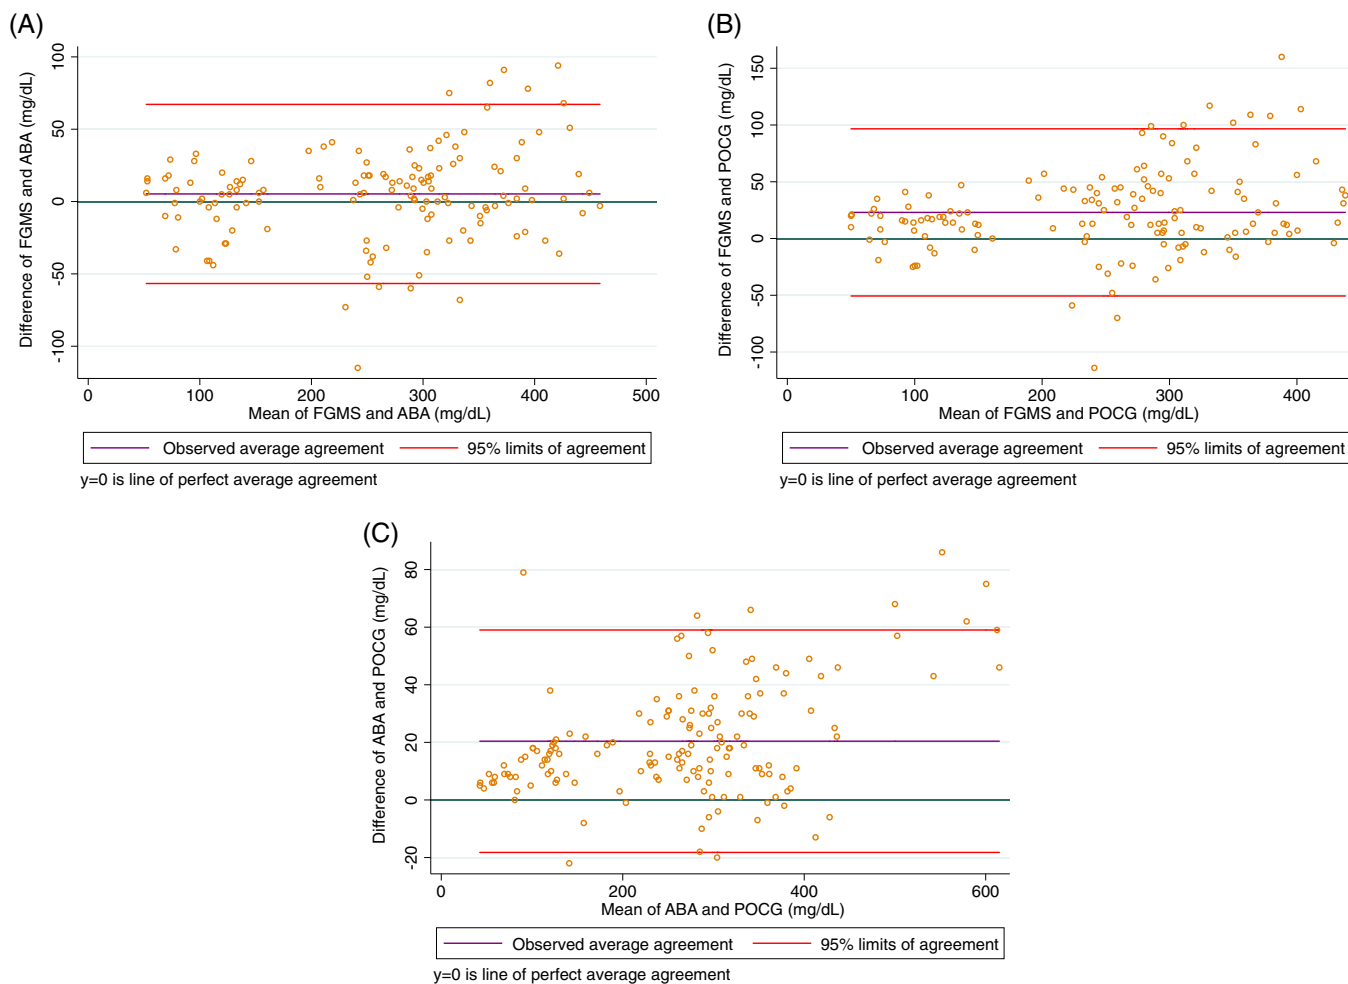 (A)
Difference of FGMS and ABA (mg/dL)
100
50
0
-50
-100
0 100 200 300 400 500
Mean of FGMS and ABA (mg/dL)
Observed average agreement 95% limits of agreement
y=0 is line of perfect average agreement
(B)
Difference of FGMS and POCG (mg/dL)
150
100
50
0
-50
-100
0 100 200 300 400
Mean of FGMS and POCG (mg/dL)
Observed average agreement 95% limits of agreement
y=0 is line of perfect average agreement
(C)
Difference of ABA and POCG (mg/dL)
80
60
40
20
0
-20
0 200 400 600
Mean of ABA and POCG (mg/dL)
Observed average agreement 95% limits of agreement
y=0 is line of perfect average agreement